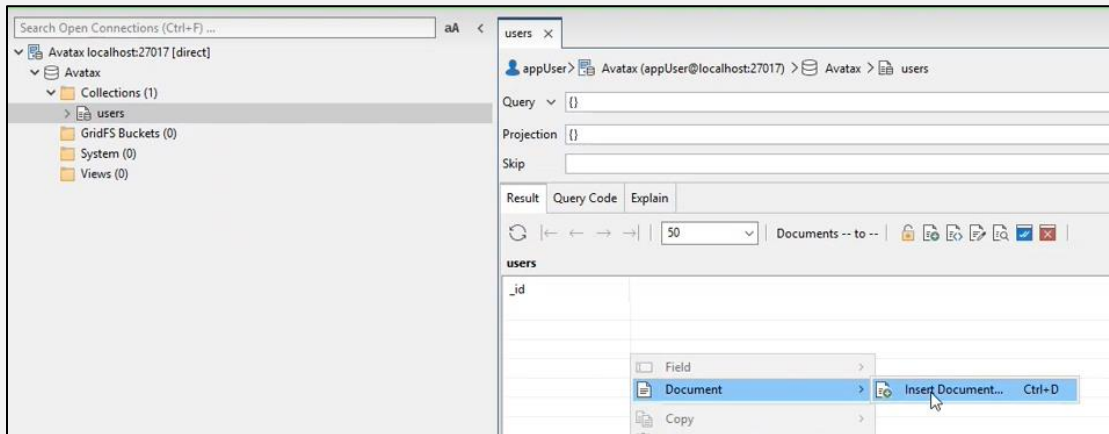 Search Open Connections (Ctrl+F) ...
aA
Avatax localhost:27017 [direct]
Avatax
Collections (1)
users
GridFS Buckets (0)
System (0)
Views (0)
users
appUser> Avatax (appUser@localhost:27017) > Avatax > users
Query {}
Projection {}
Skip
Result Query Code Explain
50 Documents -- to --
users
_id
Field
Document
Insert Document... Ctrl+D
Copy